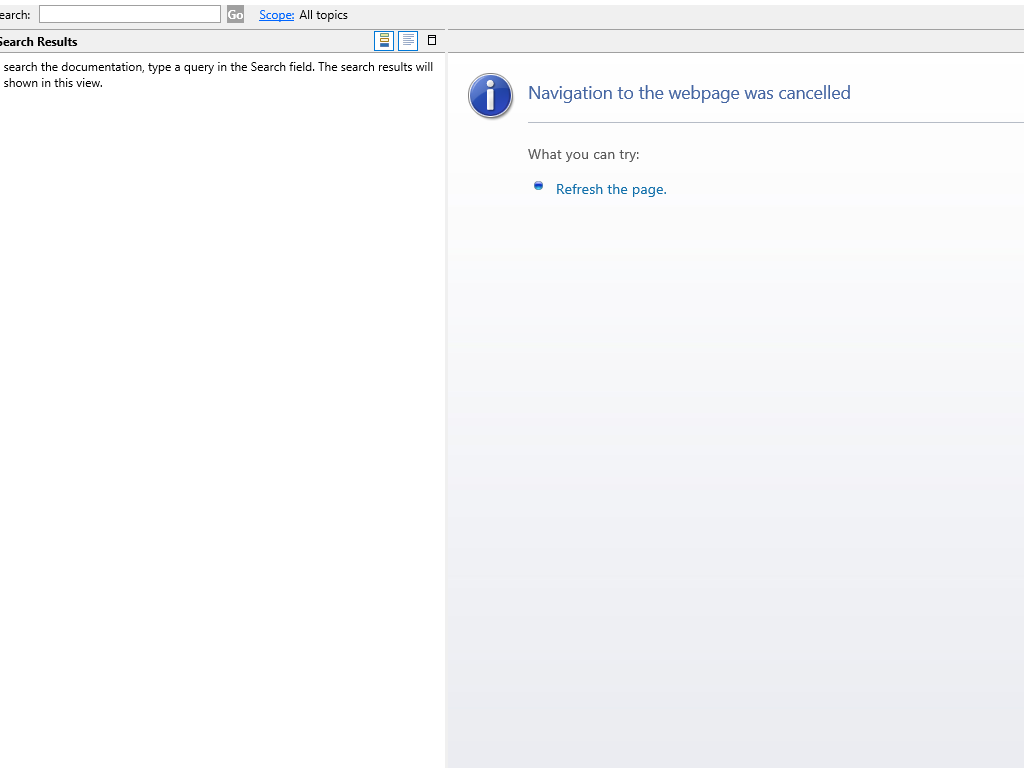 earch: Go Scope: All topics
Search Results
search the documentation, type a query in the Search field. The search results will
shown in this view.
Navigation to the webpage was cancelled
What you can try:
Refresh the page.